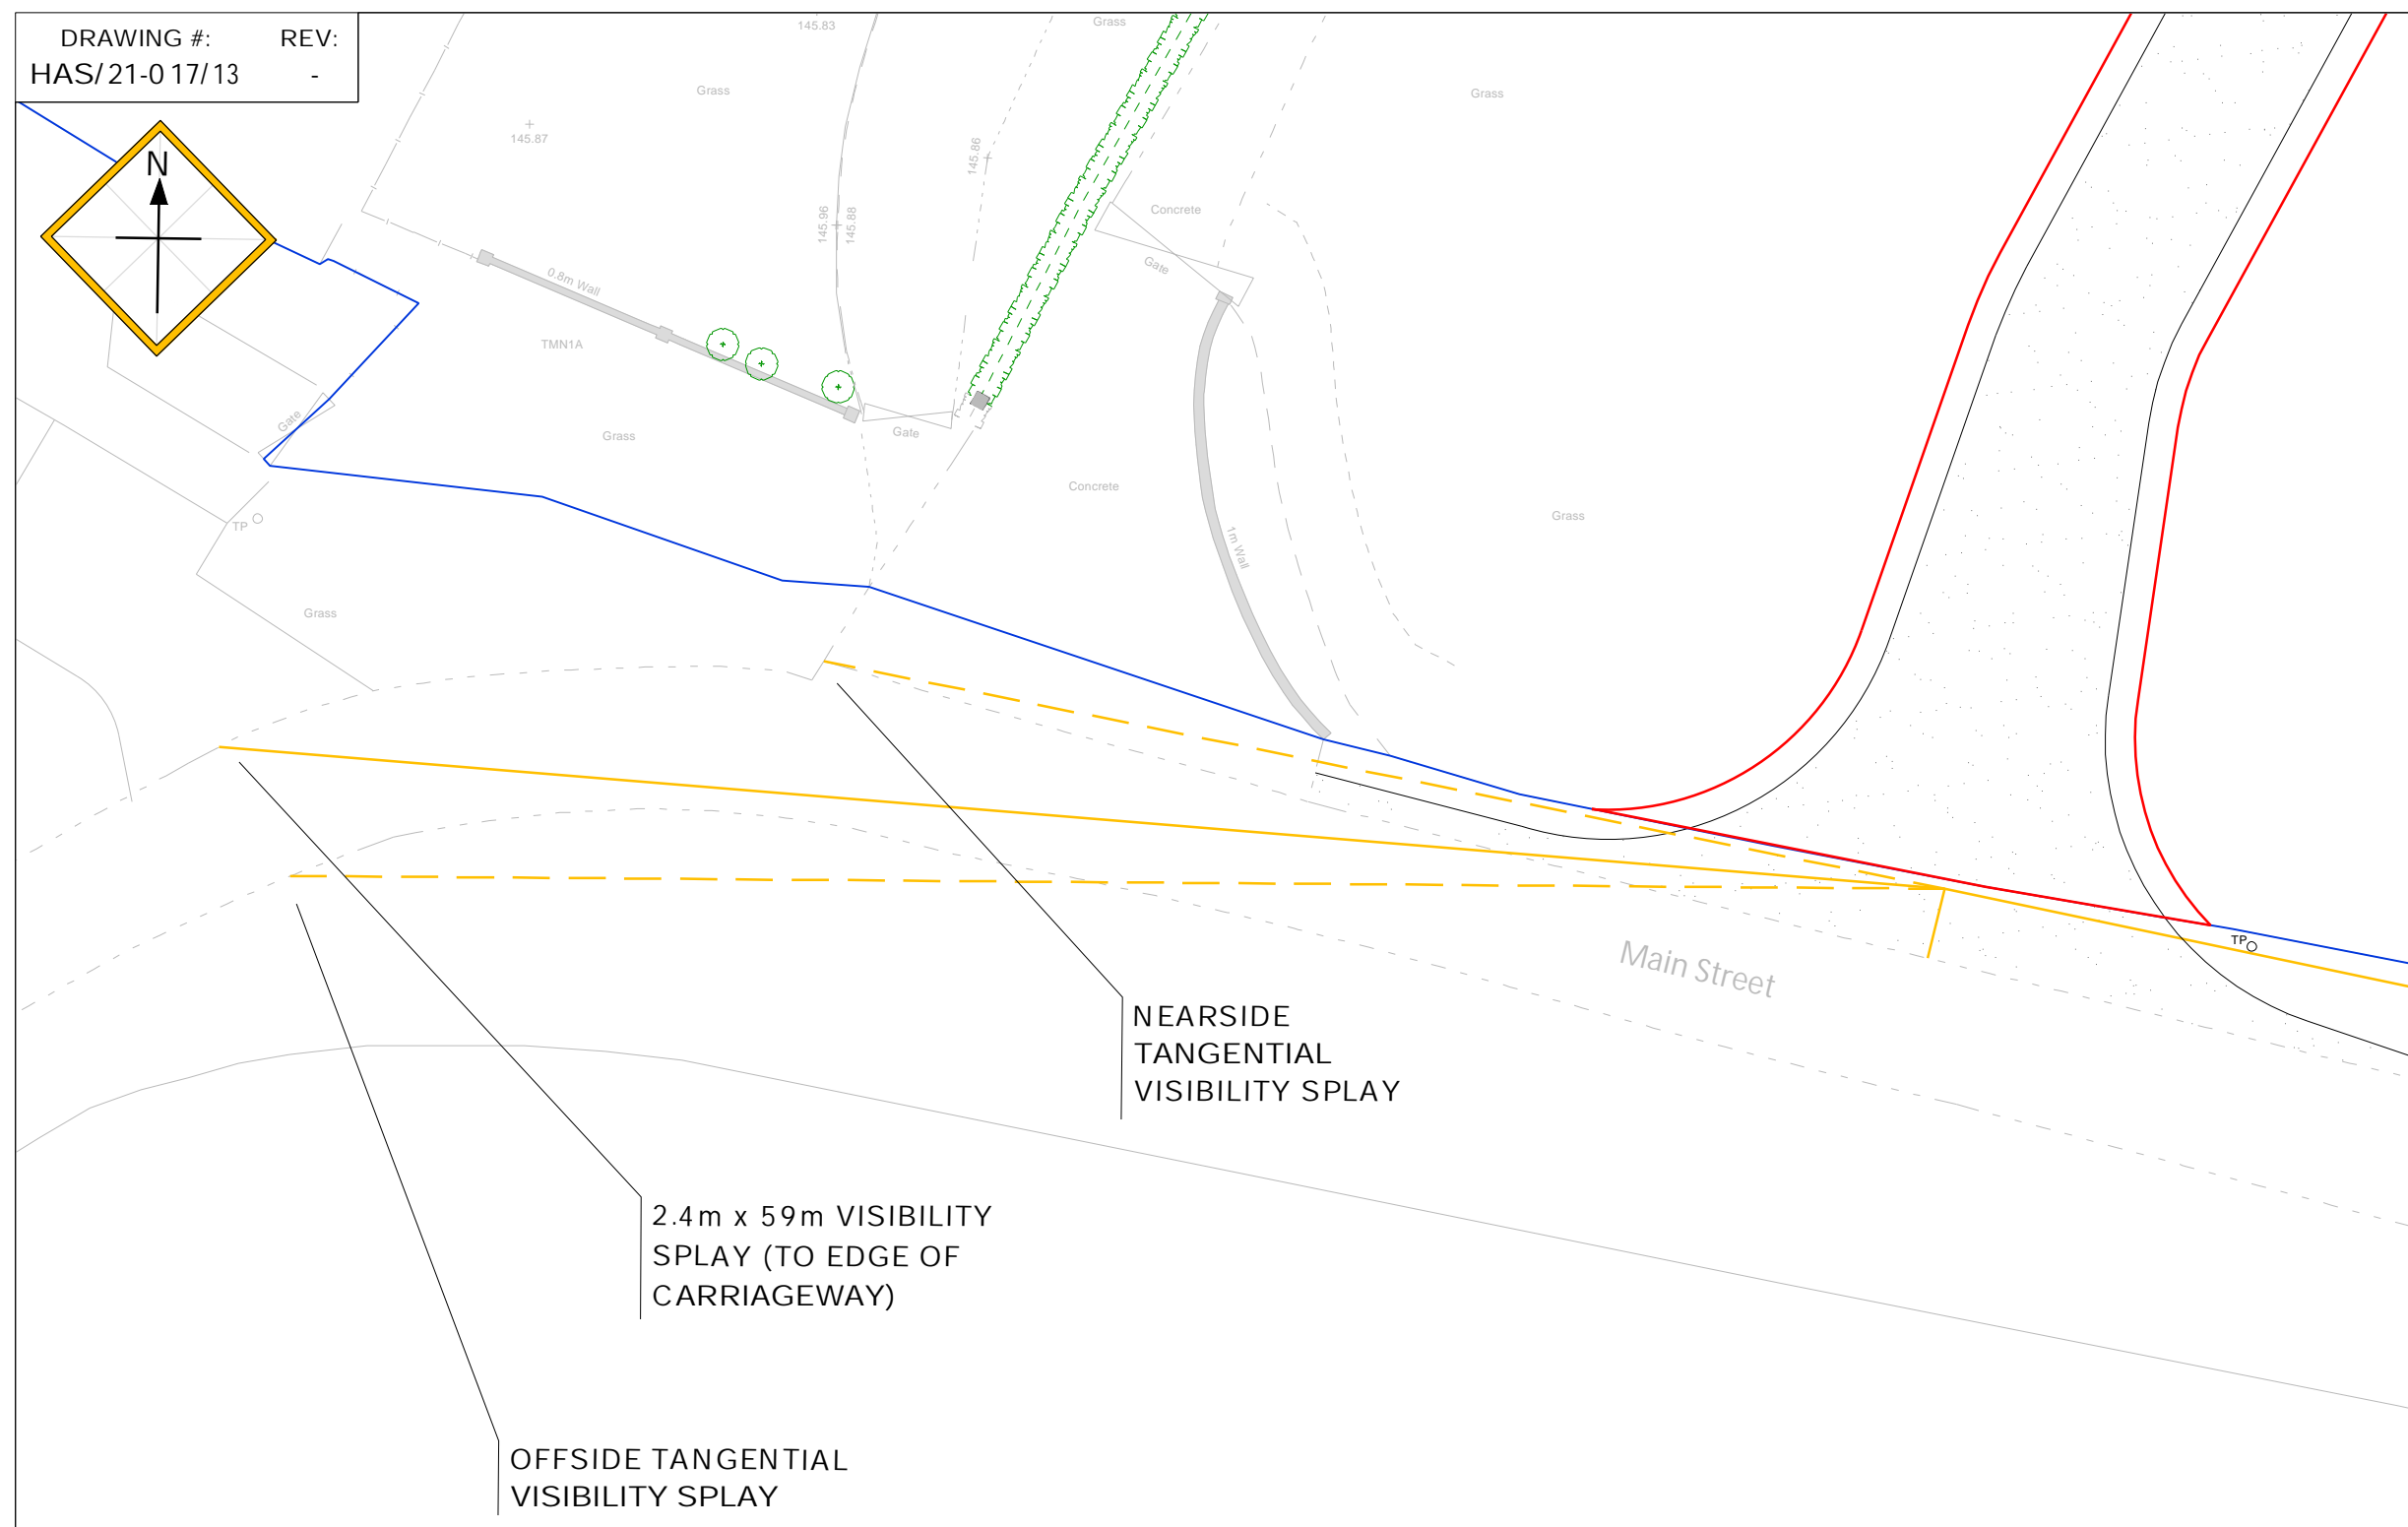 DRAWING #: REV:
HAS/21-017/13 -
N
145.83
Grass
Grass
Grass
145.87
145.86
145.96
145.88
Concrete
Gate
0.8m Wall
TMN1A
Gate
Gate
Grass
Concrete
Grass
TP
1m Wall
Grass
TP
Main Street
NEARSIDE
TANGENTIAL
VISIBILITY SPLAY
2.4m x 59m VISIBILITY
SPLAY (TO EDGE OF
CARRIAGEWAY)
OFFSIDE TANGENTIAL
VISIBILITY SPLAY